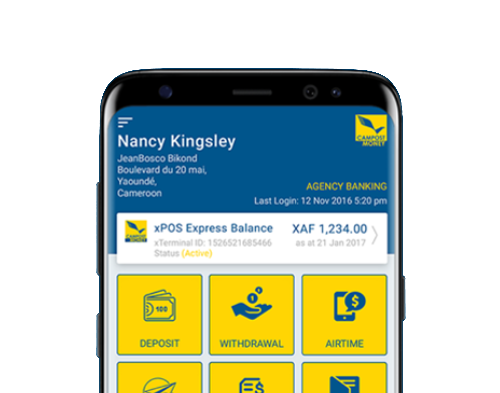 Nancy Kingsley
CAMPOST
MONEY
JeanBosco Bikond
Boulevard du 20 mai,
Yaoundé,
Cameroon
AGENCY BANKING
Last Login: 12 Nov 2016 5:20 pm
CAMPOST
MONEY
xPOS Express Balance
XAF 1,234.00
xTerminal ID: 1526521685466
as at 21 Jan 2017
Status (Active)
100
1
$
DEPOSIT
WITHDRAWAL
AIRTIME
$